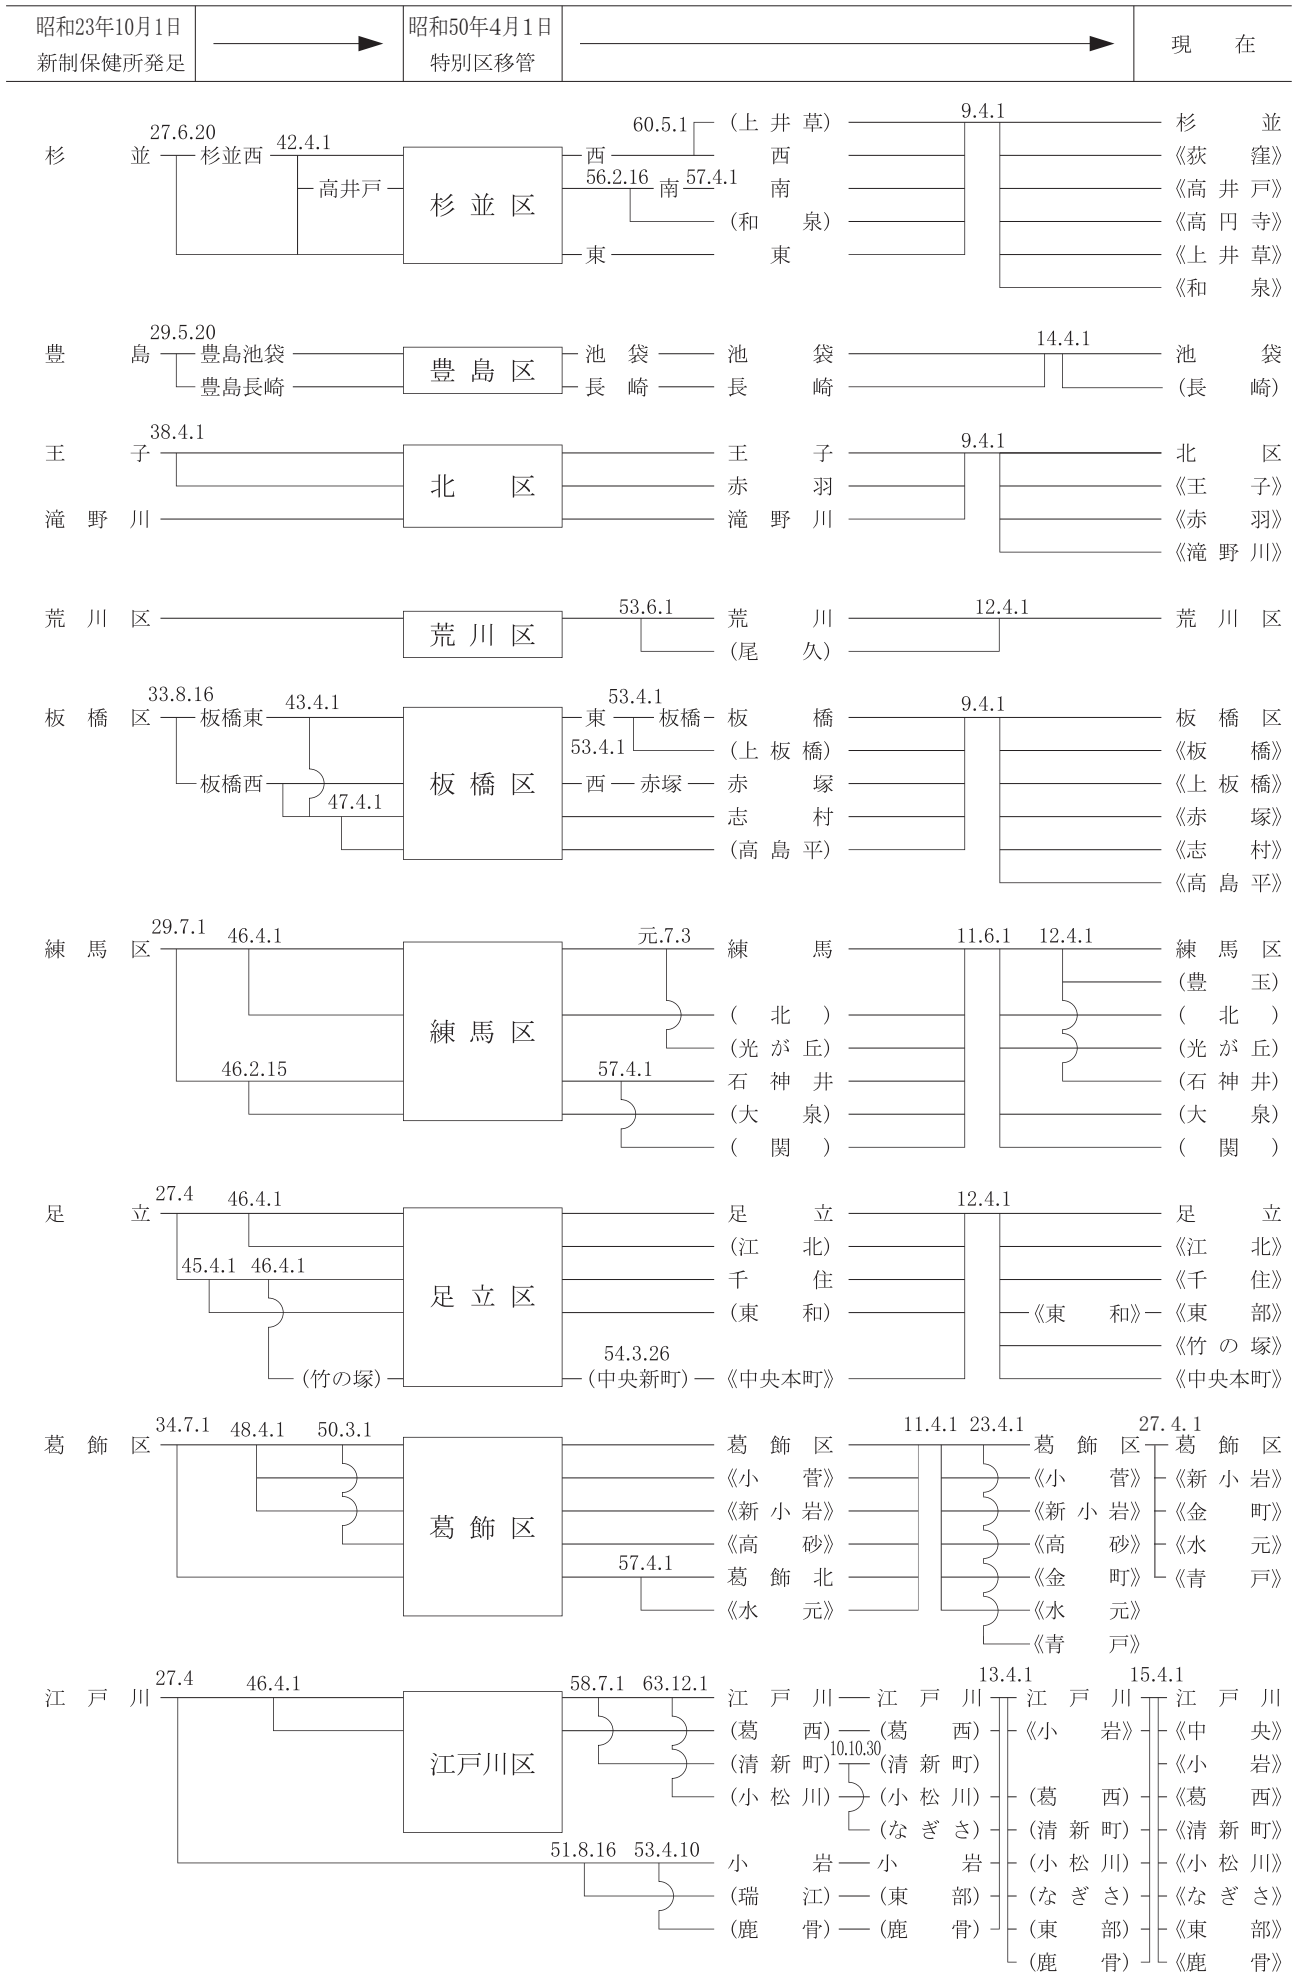 昭和23年10月1日 昭和50年4月1日 現在
新制保健所発足 特別区移管
60.5.1 (上井草) 9.4.1 杉並
27.6.20 42.4.1
杉並 杉並西 西 西 《荻窪》
56.2.16 57.4.1
高井戸 杉並区 南 南 《高井戸》
(和泉) 《高円寺》
東 東 《上井草》
《和泉》
29.5.20 14.4.1
豊島 豊島池袋 豊島区 池袋 池袋 池袋
豊島長崎 長崎 長崎 (長崎)
38.4.1 9.4.1
王子 王子 北区
北区 赤羽 《王子》
滝野川 滝野川 《赤羽》
《滝野川》
53.6.1 12.4.1
荒川区 荒川区 荒川 荒川区
(尾久)
33.8.16 43.4.1 53.4.1 9.4.1
板橋区 板橋東 東 板橋 板橋 板橋区
53.4.1 (上板橋) 《板橋》
板橋西 板橋区 西 赤塚 赤塚 《上板橋》
47.4.1 志村 《赤塚》
(高島平) 《志村》
《高島平》
29.7.1 46.4.1 元.7.3 11.6.1 12.4.1
練馬区 練馬 練馬区
(豊玉)
練馬区 (北) (北)
(光が丘) (光が丘)
46.2.15 57.4.1 石神井 (石神井)
(大泉) (大泉)
(関) (関)
27.4 46.4.1 12.4.1
足立 足立 足立
(江北) 《江北》
45.4.1 46.4.1 足立区 千住 《千住》
(東和) 《東和》 《東部》
54.3.26 《竹の塚》
(竹の塚) (中央新町) 《中央本町》 《中央本町》
34.7.1 48.4.1 50.3.1 11.4.1 23.4.1 27.4.1
葛飾区 葛飾区 葛飾区 葛飾区
《小菅》 《小菅》 《新小岩》
葛飾区 《新小岩》 《新小岩》 《金町》
《高砂》 《高砂》 《水元》
57.4.1 葛飾北 《金町》 《青戸》
《水元》 《水元》
《青戸》
27.4 46.4.1 58.7.1 63.12.1 13.4.1 15.4.1
江戸川 江戸川 江戸川 江戸川 江戸川
(葛西) (葛西) 《小岩》 《中央》
江戸川区 (清新町) 10.10.30 (清新町) 《小岩》
(小松川) (小松川) (葛西) 《葛西》
(なぎさ) (清新町) 《清新町》
51.8.16 53.4.10 小岩 小岩 (小松川) 《小松川》
(瑞江) (東部) (なぎさ) 《なぎさ》
(鹿骨) (鹿骨) (東部) 《東部》
(鹿骨) 《鹿骨》